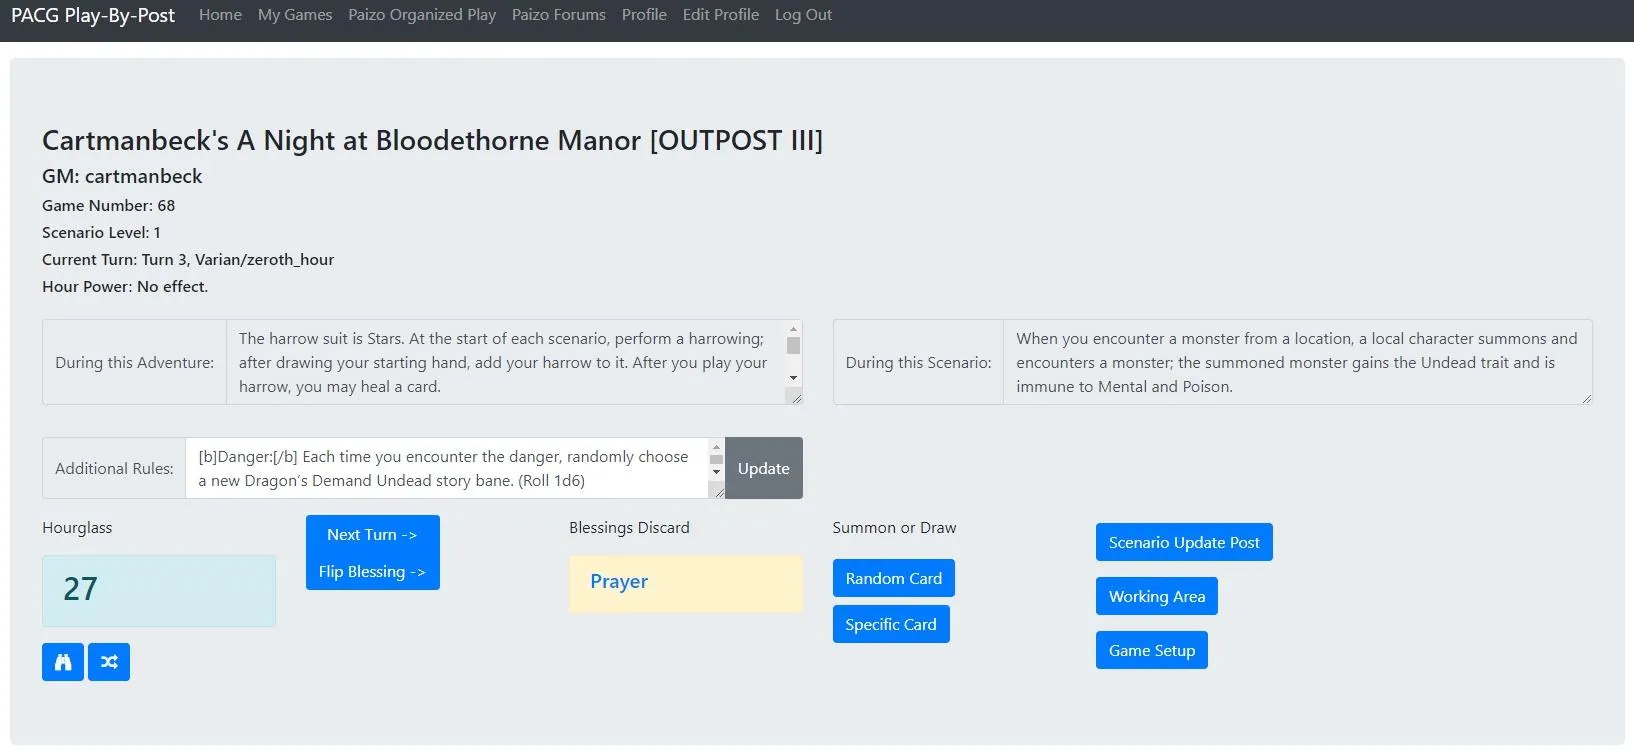 PACG Play-By-Post Home My Games Paizo Organized Play Paizo Forums Profile Edit Profile Log Out
Cartmanbeck's A Night at Bloodethorne Manor [OUTPOST III]
GM: cartmanbeck
Game Number: 68
Scenario Level: 1
Current Turn: Turn 3, Varian/zeroth_hour
Hour Power: No effect.
During this Adventure:
The harrow suit is Stars. At the start of each scenario, perform a harrowing;
after drawing your starting hand, add your harrow to it. After you play your
harrow, you may heal a card.
During this Scenario:
When you encounter a monster from a location, a local character summons and
encounters a monster; the summoned monster gains the Undead trait and is
immune to Mental and Poison.
Additional Rules:
[b]Danger:[/b] Each time you encounter the danger, randomly choose
a new Dragon's Demand Undead story bane. (Roll 1d6)
Update
Hourglass
27
Next Turn ->
Flip Blessing ->
Blessings Discard
Prayer
Summon or Draw
Random Card
Specific Card
Scenario Update Post
Working Area
Game Setup